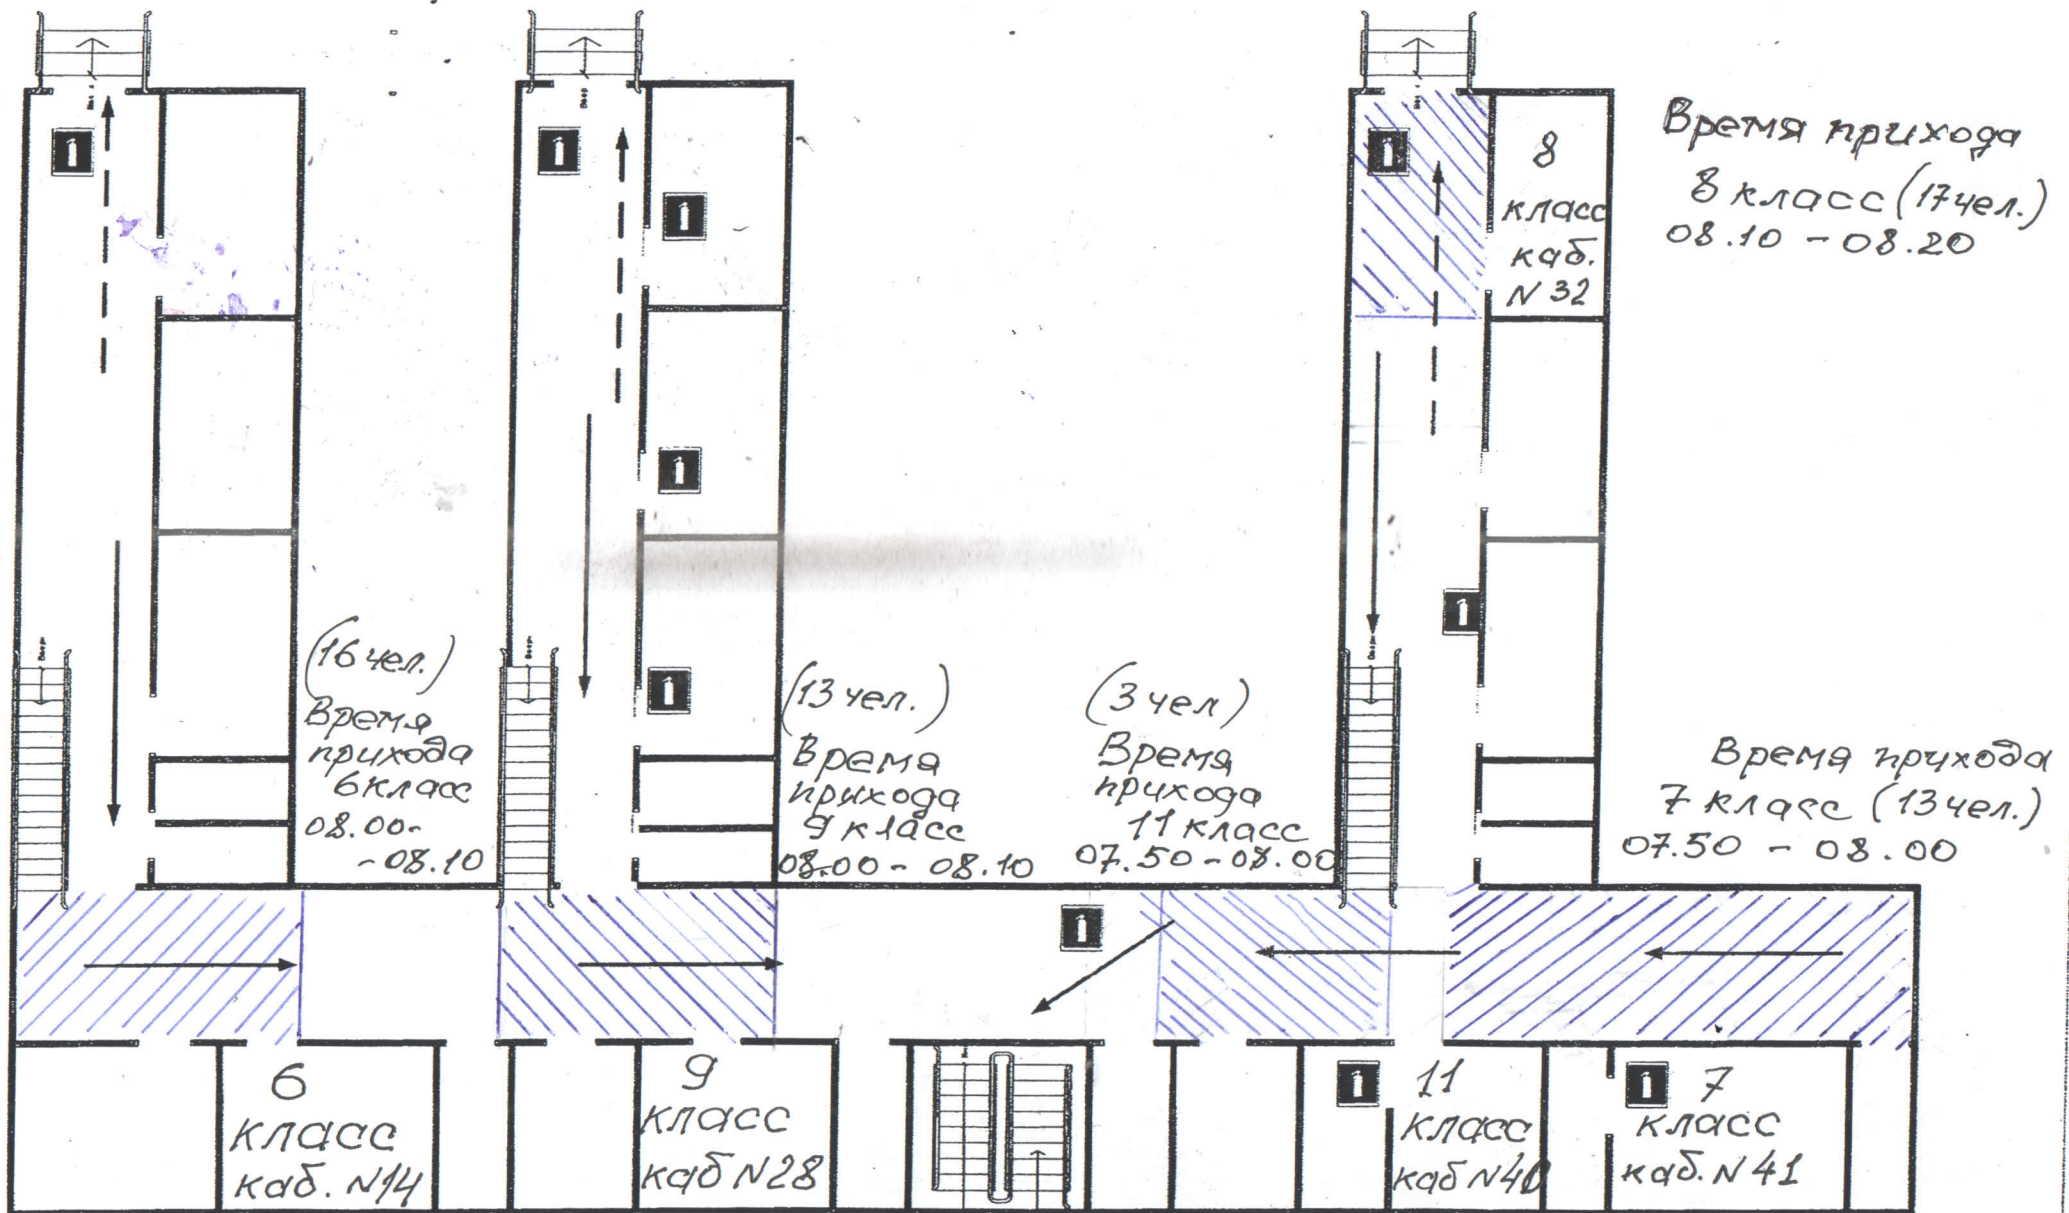 Время прихода
8 класс (17 чел.)
08.10 - 08.20
8
класс
каб.
N 32
(16 чел.)
Время
прихода
6 класс
08.00-
-08.10
(13 чел.)
Время
прихода
9 класс
08.00 - 08.10
(3 чел)
Время
прихода
11 класс
07.50-08.00
Время прихода
7 класс (13 чел.)
07.50 - 08.00
6
класс
каб. N14
9
класс
каб N28
11
класс
каб N40
7
класс
каб. N 41